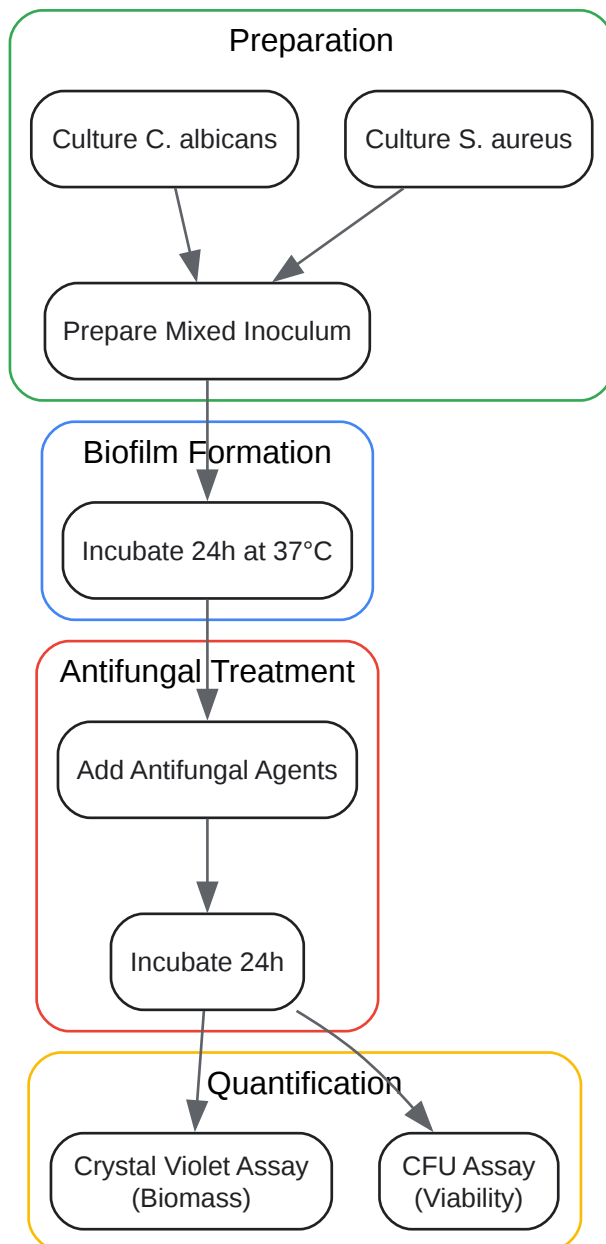 Preparation
Culture C. albicans
Culture S. aureus
Prepare Mixed Inoculum
Biofilm Formation
Incubate 24h at 37°C
Antifungal Treatment
Add Antifungal Agents
Incubate 24h
Quantification
Crystal Violet Assay
(Biomass)
CFU Assay
(Viability)